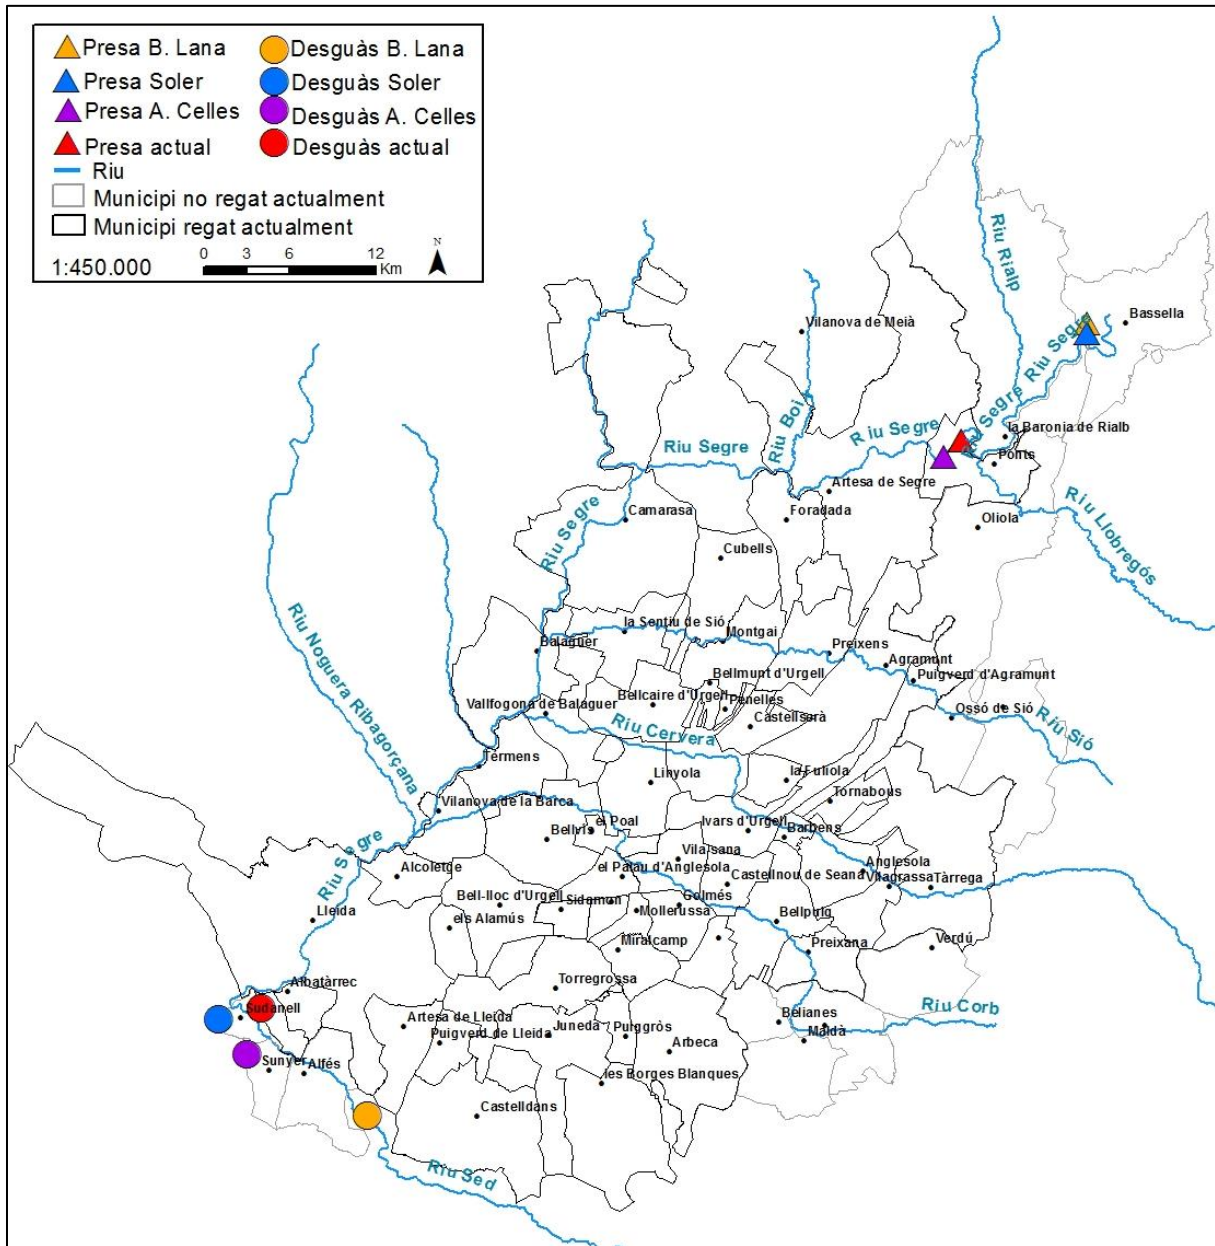 Presa B. Lana
Desguàs B. Lana
Presa Soler
Desguàs Soler
Presa A. Celles
Desguàs A. Celles
Presa actual
Desguàs actual
Riu
Municipi no regat actualment
Municipi regat actualment
1:450.000
0 3 6 12
Km
N
Riu Rialp
Bassella
Vilanova de Meià
Riu Segre
Riu Segre
Riu Segre
Riu Boix
Riu Segre
la Baronia de Rialb
Ponts
Artesa de Segre
Riu Llobregós
Camarasa
Foradada
Oliola
Riu Segre
Cubells
Riu Noguera Ribagorçana
la Sentiu de Sió
Montgai
Balaguer
Preixens
Agramunt
Puigverd d'Agramunt
Bellmunt d'Urgell
Bellcaire d'Urgell
Penelles
Vallfogona de Balaguer
Castellserà
Ossó de Sió
Riu Sió
Riu Cervera
Térmens
Linyola
la Fuliola
Tornabous
Vilanova de la Barca
el Poal
Ivars d'Urgell
Barbens
Bellvís
Riu Segre
Vila-sana
Anglesola
Alcoletge
el Palau d'Anglesola
Castellnou de Seana
Vilagrassa
Tàrrega
Bell-lloc d'Urgell
Sidamon
Golmés
Mollerussa
Lleida
els Alamús
Bellpuig
Miralcamp
Preixana
Verdú
Torregrossa
Albatàrrec
Sudanell
Riu Corb
Artesa de Lleida
Puigverd de Lleida
Juneda
Puiggròs
Belianes
Maldà
Arbeca
Sunyer
Alfés
les Borges Blanques
Castelldans
Riu Sed